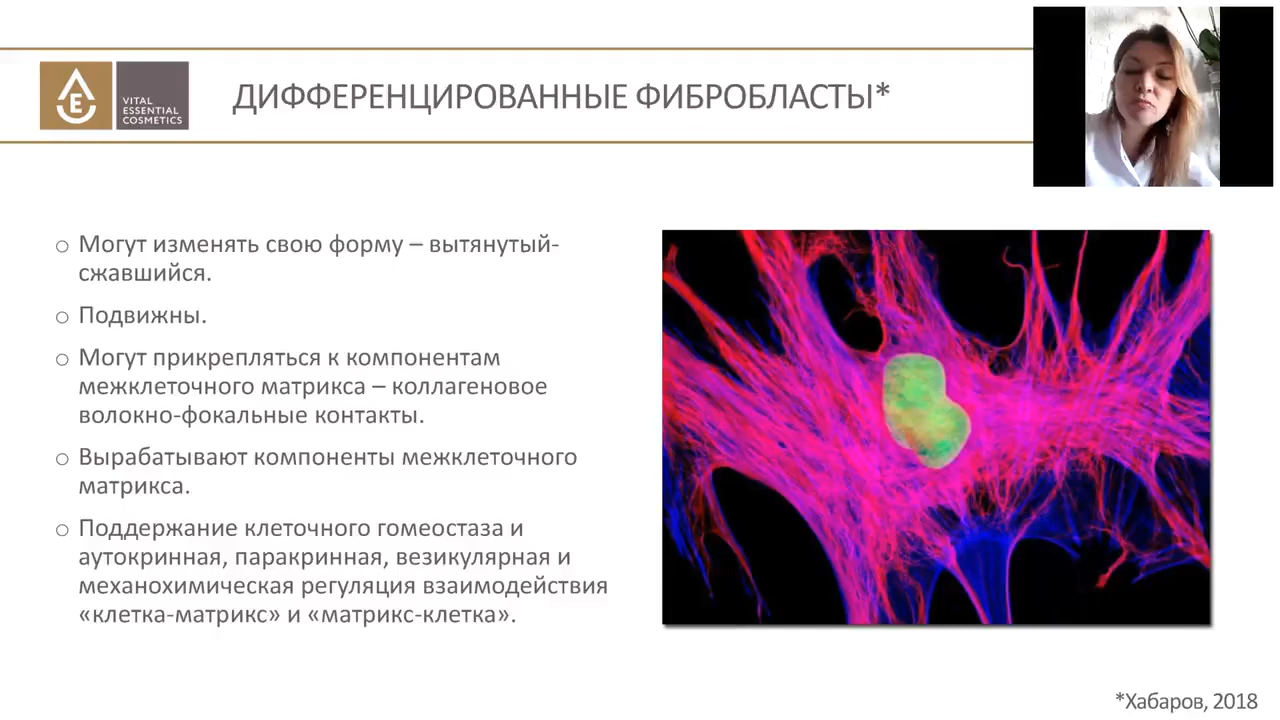 VITAL
ESSENTIAL
COSMETICS
E
ДИФФЕРЕНЦИРОВАННЫЕ ФИБРОБЛАСТЫ*
o Могут изменять свою форму – вытянутый-
сжавшийся.
o Подвижны.
o Могут прикрепляться к компонентам
межклеточного матрикса – коллагеновое
волокно-фокальные контакты.
o Вырабатывают компоненты межклеточного
матрикса.
o Поддержание клеточного гомеостаза и
аутокринная, паракринная, везикулярная и
механохимическая регуляция взаимодействия
«клетка-матрикс» и «матрикс-клетка».
*Хабаров, 2018